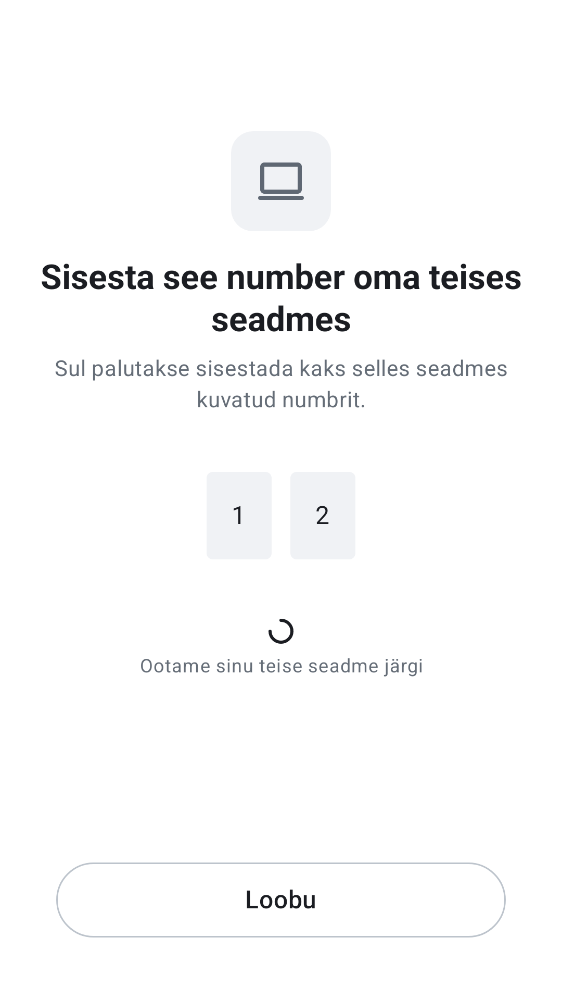 Sisesta see number oma teises
seadmes
Sul palutakse sisestada kaks selles seadmes
kuvatud numbrit.
1 2
Ootame sinu teise seadme järgi
Loobu